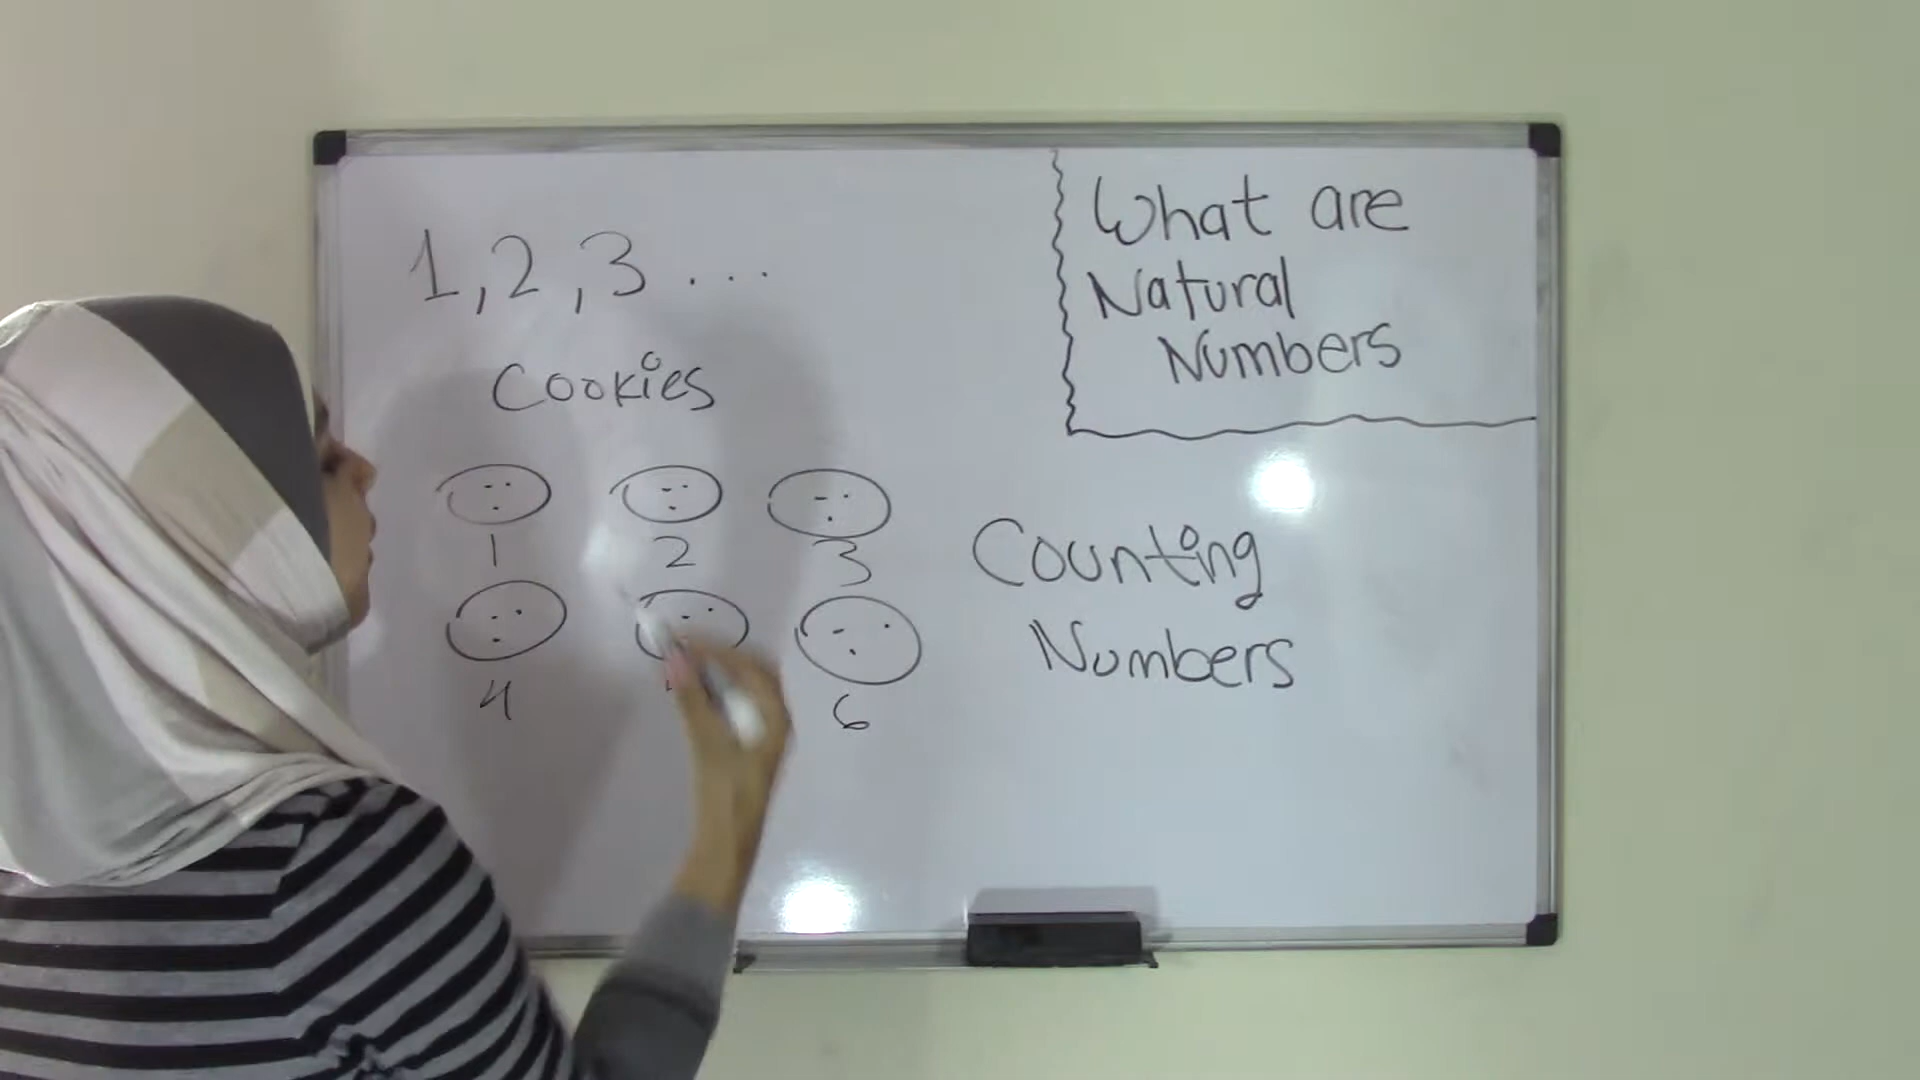 1, 2, 3 ...
Cookies
1 2 3
4 6
What are
Natural
Numbers
Counting
Numbers